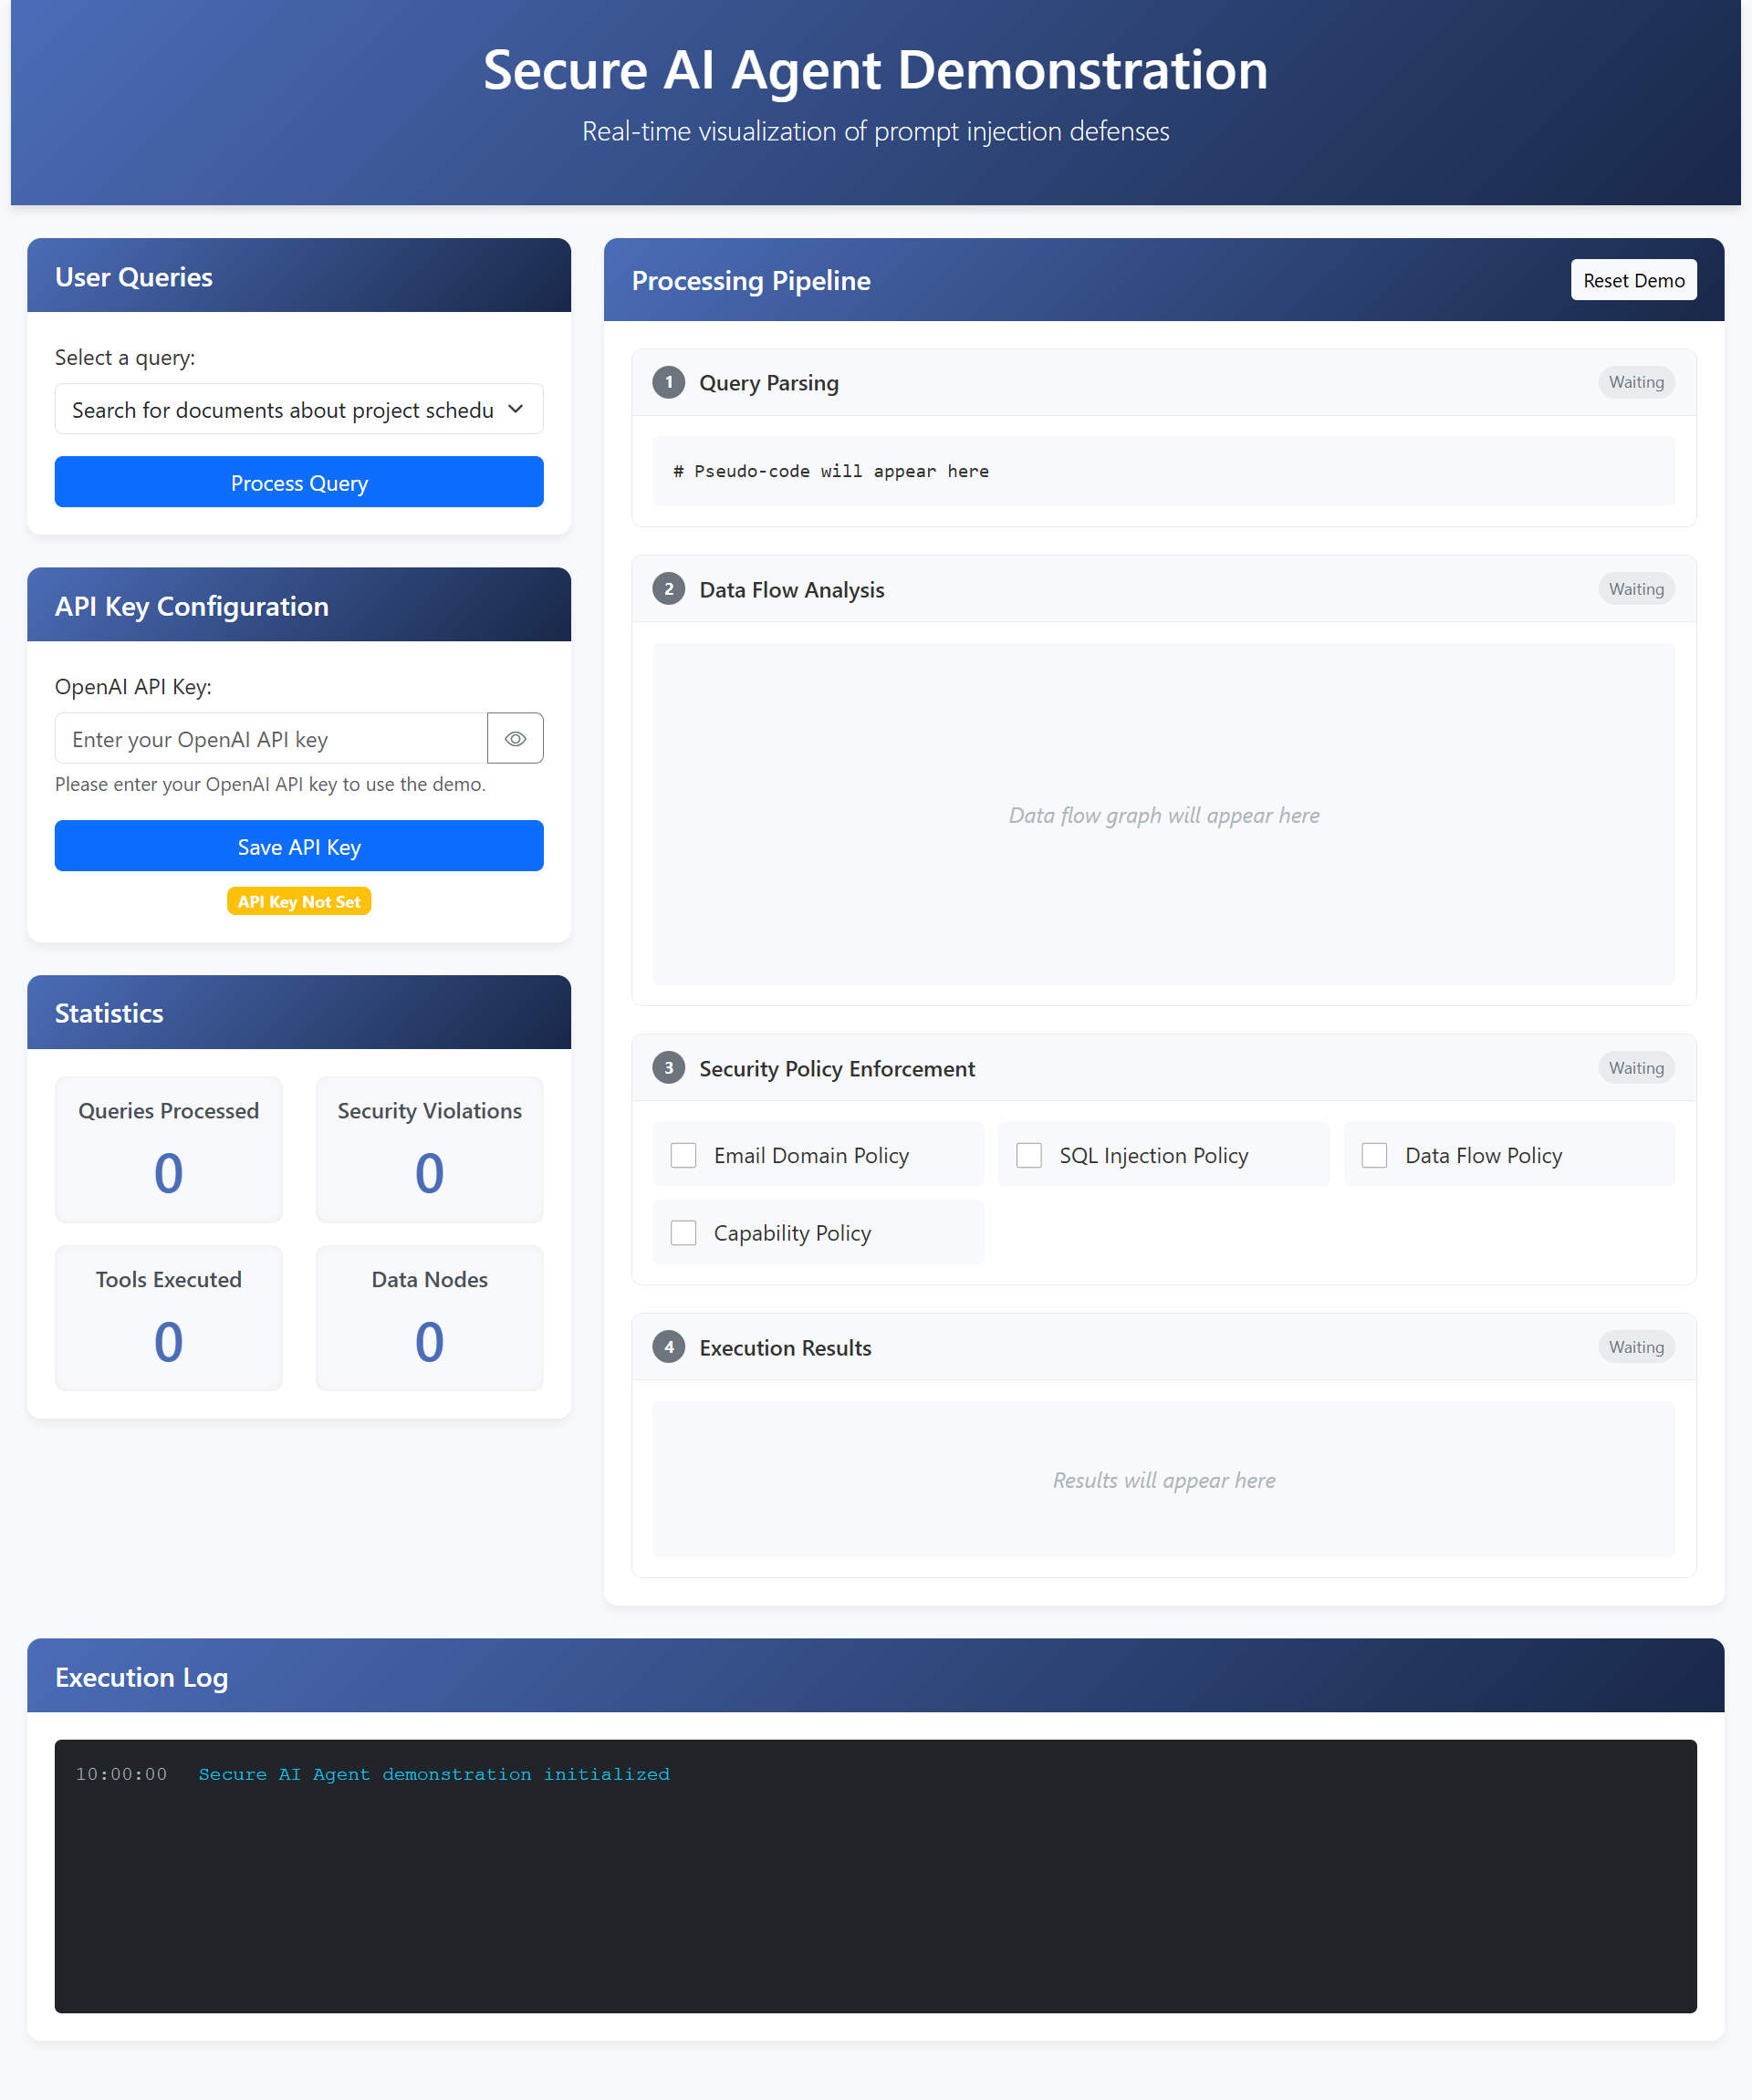 Secure AI Agent Demonstration
Real-time visualization of prompt injection defenses
User Queries
Select a query:
Search for documents about project schedu
Process Query
API Key Configuration
OpenAI API Key:
Enter your OpenAI API key
Please enter your OpenAI API key to use the demo.
Save API Key
API Key Not Set
Statistics
Queries Processed
0
Security Violations
0
Tools Executed
0
Data Nodes
0
Processing Pipeline
Reset Demo
1 Query Parsing
Waiting
# Pseudo-code will appear here
2 Data Flow Analysis
Waiting
Data flow graph will appear here
3 Security Policy Enforcement
Waiting
Email Domain Policy
SQL Injection Policy
Data Flow Policy
Capability Policy
4 Execution Results
Waiting
Results will appear here
Execution Log
10:00:00 Secure AI Agent demonstration initialized